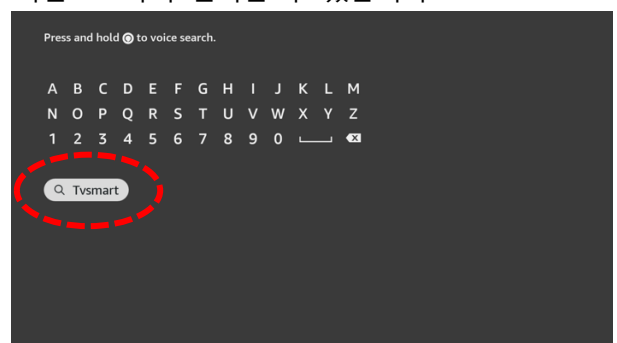 Press and hold to voice search.
A B C D E F G H I J K L M
N O P Q R S T U V W X Y Z
1 2 3 4 5 6 7 8 9 0
Tvsmart